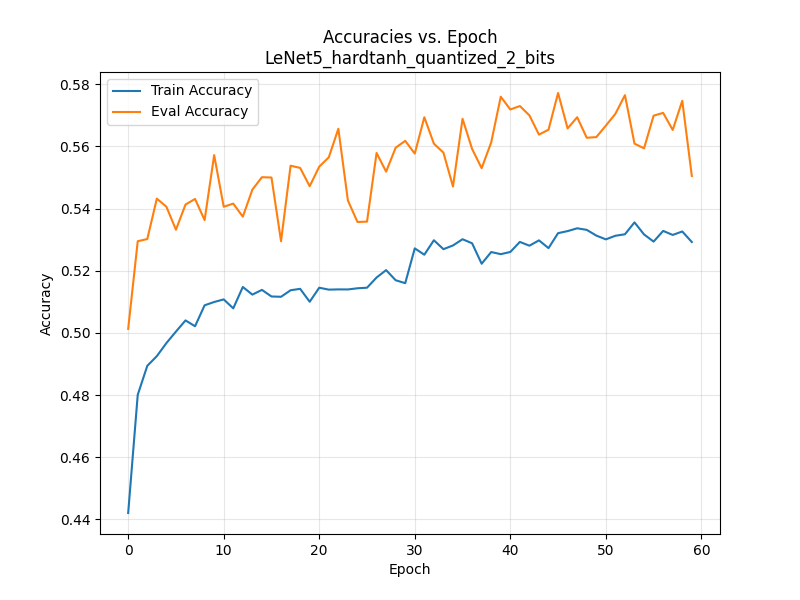 Accuracies vs. Epoch
LeNet5_hardtanh_quantized_2_bits
Train Accuracy
Eval Accuracy
0.58
0.56
0.54
0.52
0.50
0.48
0.46
0.44
Accuracy
0 10 20 30 40 50 60
Epoch